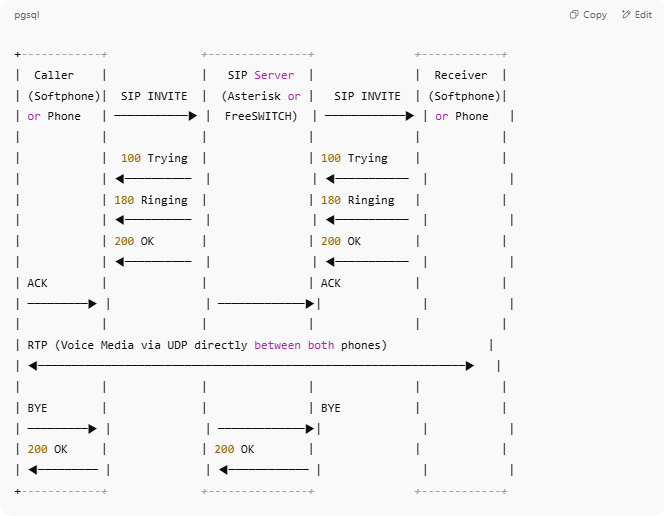 pgsql
Copy
Edit
Caller SIP Server Receiver
(Softphone) SIP INVITE (Asterisk or SIP INVITE (Softphone)
or Phone FreeSWITCH) or Phone
100 Trying 100 Trying
180 Ringing 180 Ringing
200 OK 200 OK
ACK ACK
RTP (Voice Media via UDP directly between both phones)
BYE BYE
200 OK 200 OK